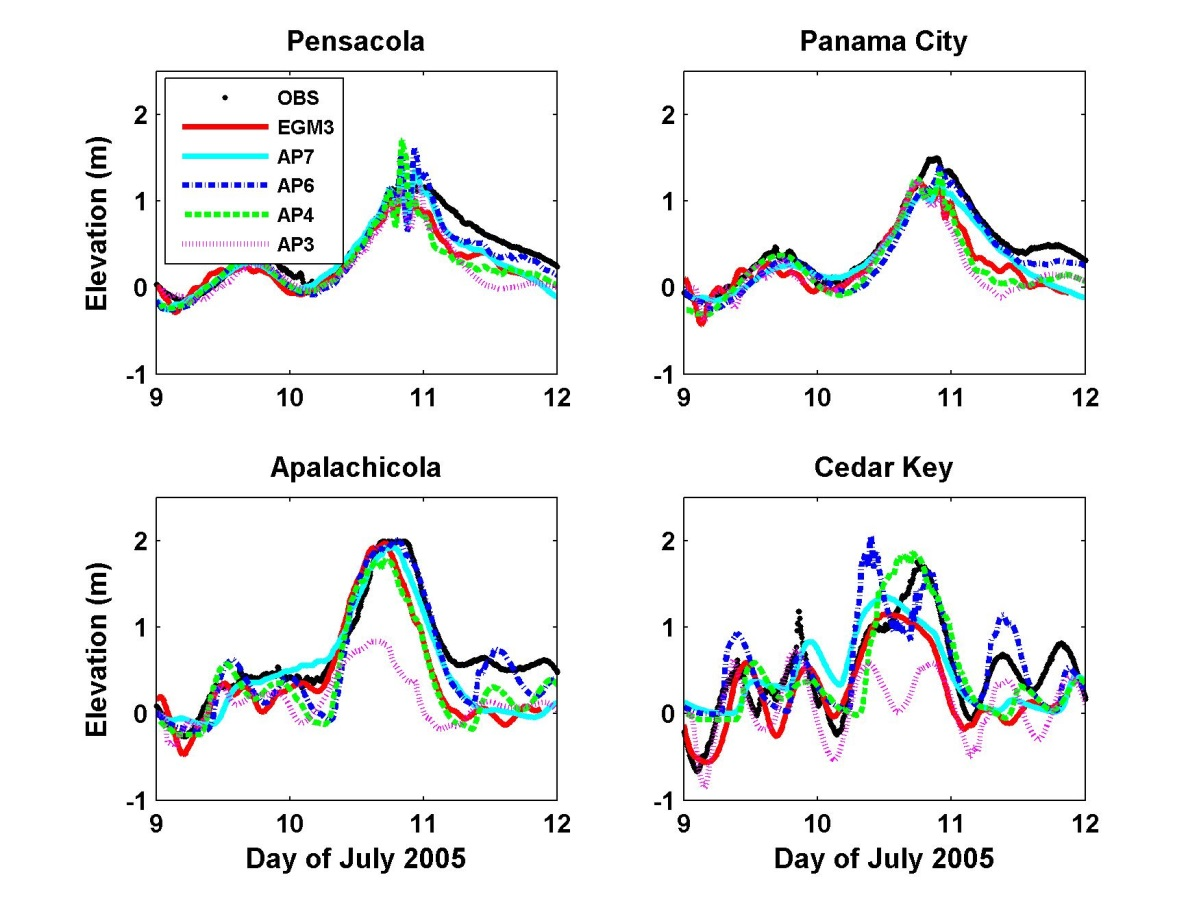 Pensacola
Panama City
Elevation (m)
2
1
0
-1
9
10
11
12
OBS
EGM3
AP7
AP6
AP4
AP3
2
1
0
-1
9
10
11
12
Apalachicola
Cedar Key
Elevation (m)
2
1
0
-1
9
10
11
12
Day of July 2005
2
1
0
-1
9
10
11
12
Day of July 2005